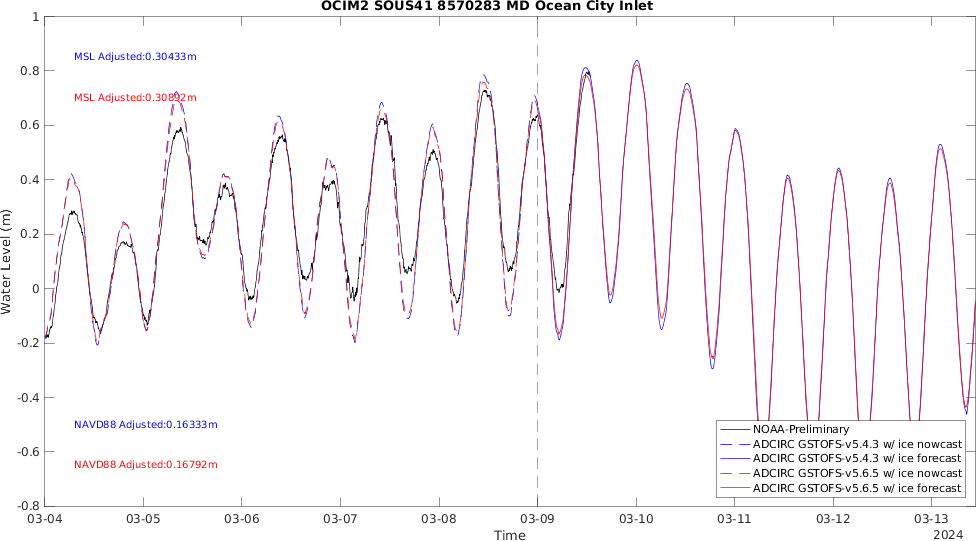 OCIM2 SOUS41 8570283 MD Ocean City Inlet
1
0.8
0.6
0.4
0.2
0
-0.2
-0.4
-0.6
-0.8
Water Level (m)
MSL Adjusted:0.30433m
MSL Adjusted:0.30892m
NAVD88 Adjusted:0.16333m
NAVD88 Adjusted:0.16792m
NOAA-Preliminary
ADCIRC GSTOFS-v5.4.3 w/ ice nowcast
ADCIRC GSTOFS-v5.4.3 w/ ice forecast
ADCIRC GSTOFS-v5.6.5 w/ ice nowcast
ADCIRC GSTOFS-v5.6.5 w/ ice forecast
03-04 03-05 03-06 03-07 03-08 03-09 03-10 03-11 03-12 03-13
Time
2024